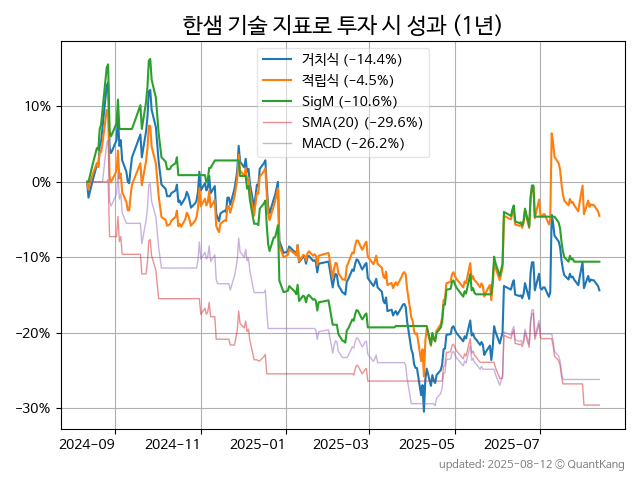 한샘 기술 지표로 투자 시 성과 (1년)
거치식 (−14.4%)
적립식 (−4.5%)
SigM (−10.6%)
SMA(20) (−29.6%)
MACD (−26.2%)
10%
0%
−10%
−20%
−30%
2024-09
2024-11
2025-01
2025-03
2025-05
2025-07
updated: 2025-08-12 © QuantKang